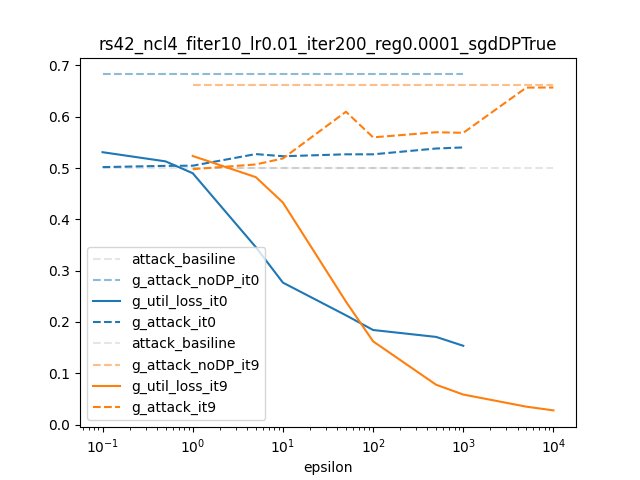 rs42_ncl4_fiter10_lr0.01_iter200_reg0.0001_sgdDPTrue
0.7
0.6
0.5
0.4
0.3
0.2
0.1
0.0
attack_basiline
g_attack_noDP_it0
g_util_loss_it0
g_attack_it0
attack_basiline
g_attack_noDP_it9
g_util_loss_it9
g_attack_it9
10⁻¹ 10⁰ 10¹ 10² 10³ 10⁴
epsilon